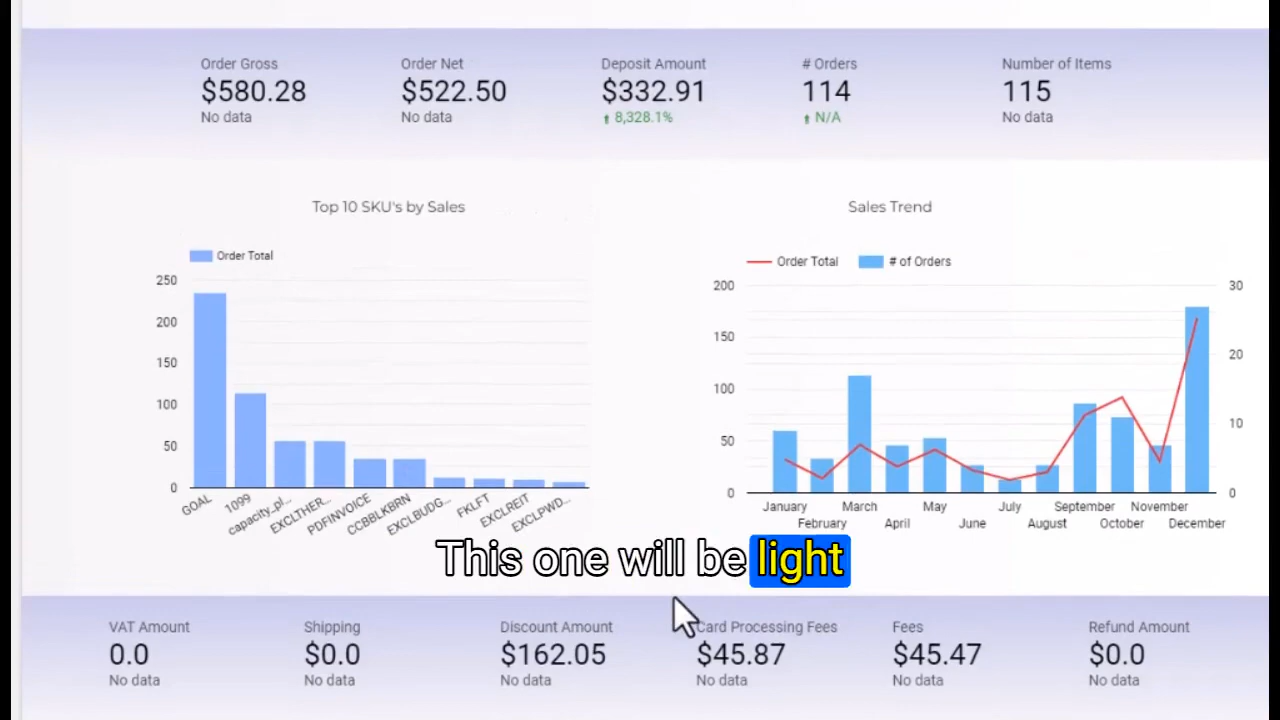 Order Gross Order Net Deposit Amount # Orders Number of Items
$580.28 $522.50 $332.91 114 115
No data No data 8,328.1% N/A No data
Top 10 SKU's by Sales
Order Total
250
200
150
100
50
0
GOAL 1099 capacity_pl... EXCLTHER... PDFINVOICE CCBBLKBRN EXCLBUDG... FKLFT EXCLREIT EXCLPWD...
Sales Trend
Order Total # of Orders
200 30
150
20
100
10
50
0 0
January March May July September November
February April June August October December
This one will be light
VAT Amount Shipping Discount Amount Card Processing Fees Fees Refund Amount
0.0 $0.0 $162.05 $45.87 $45.47 $0.0
No data No data No data No data No data No data